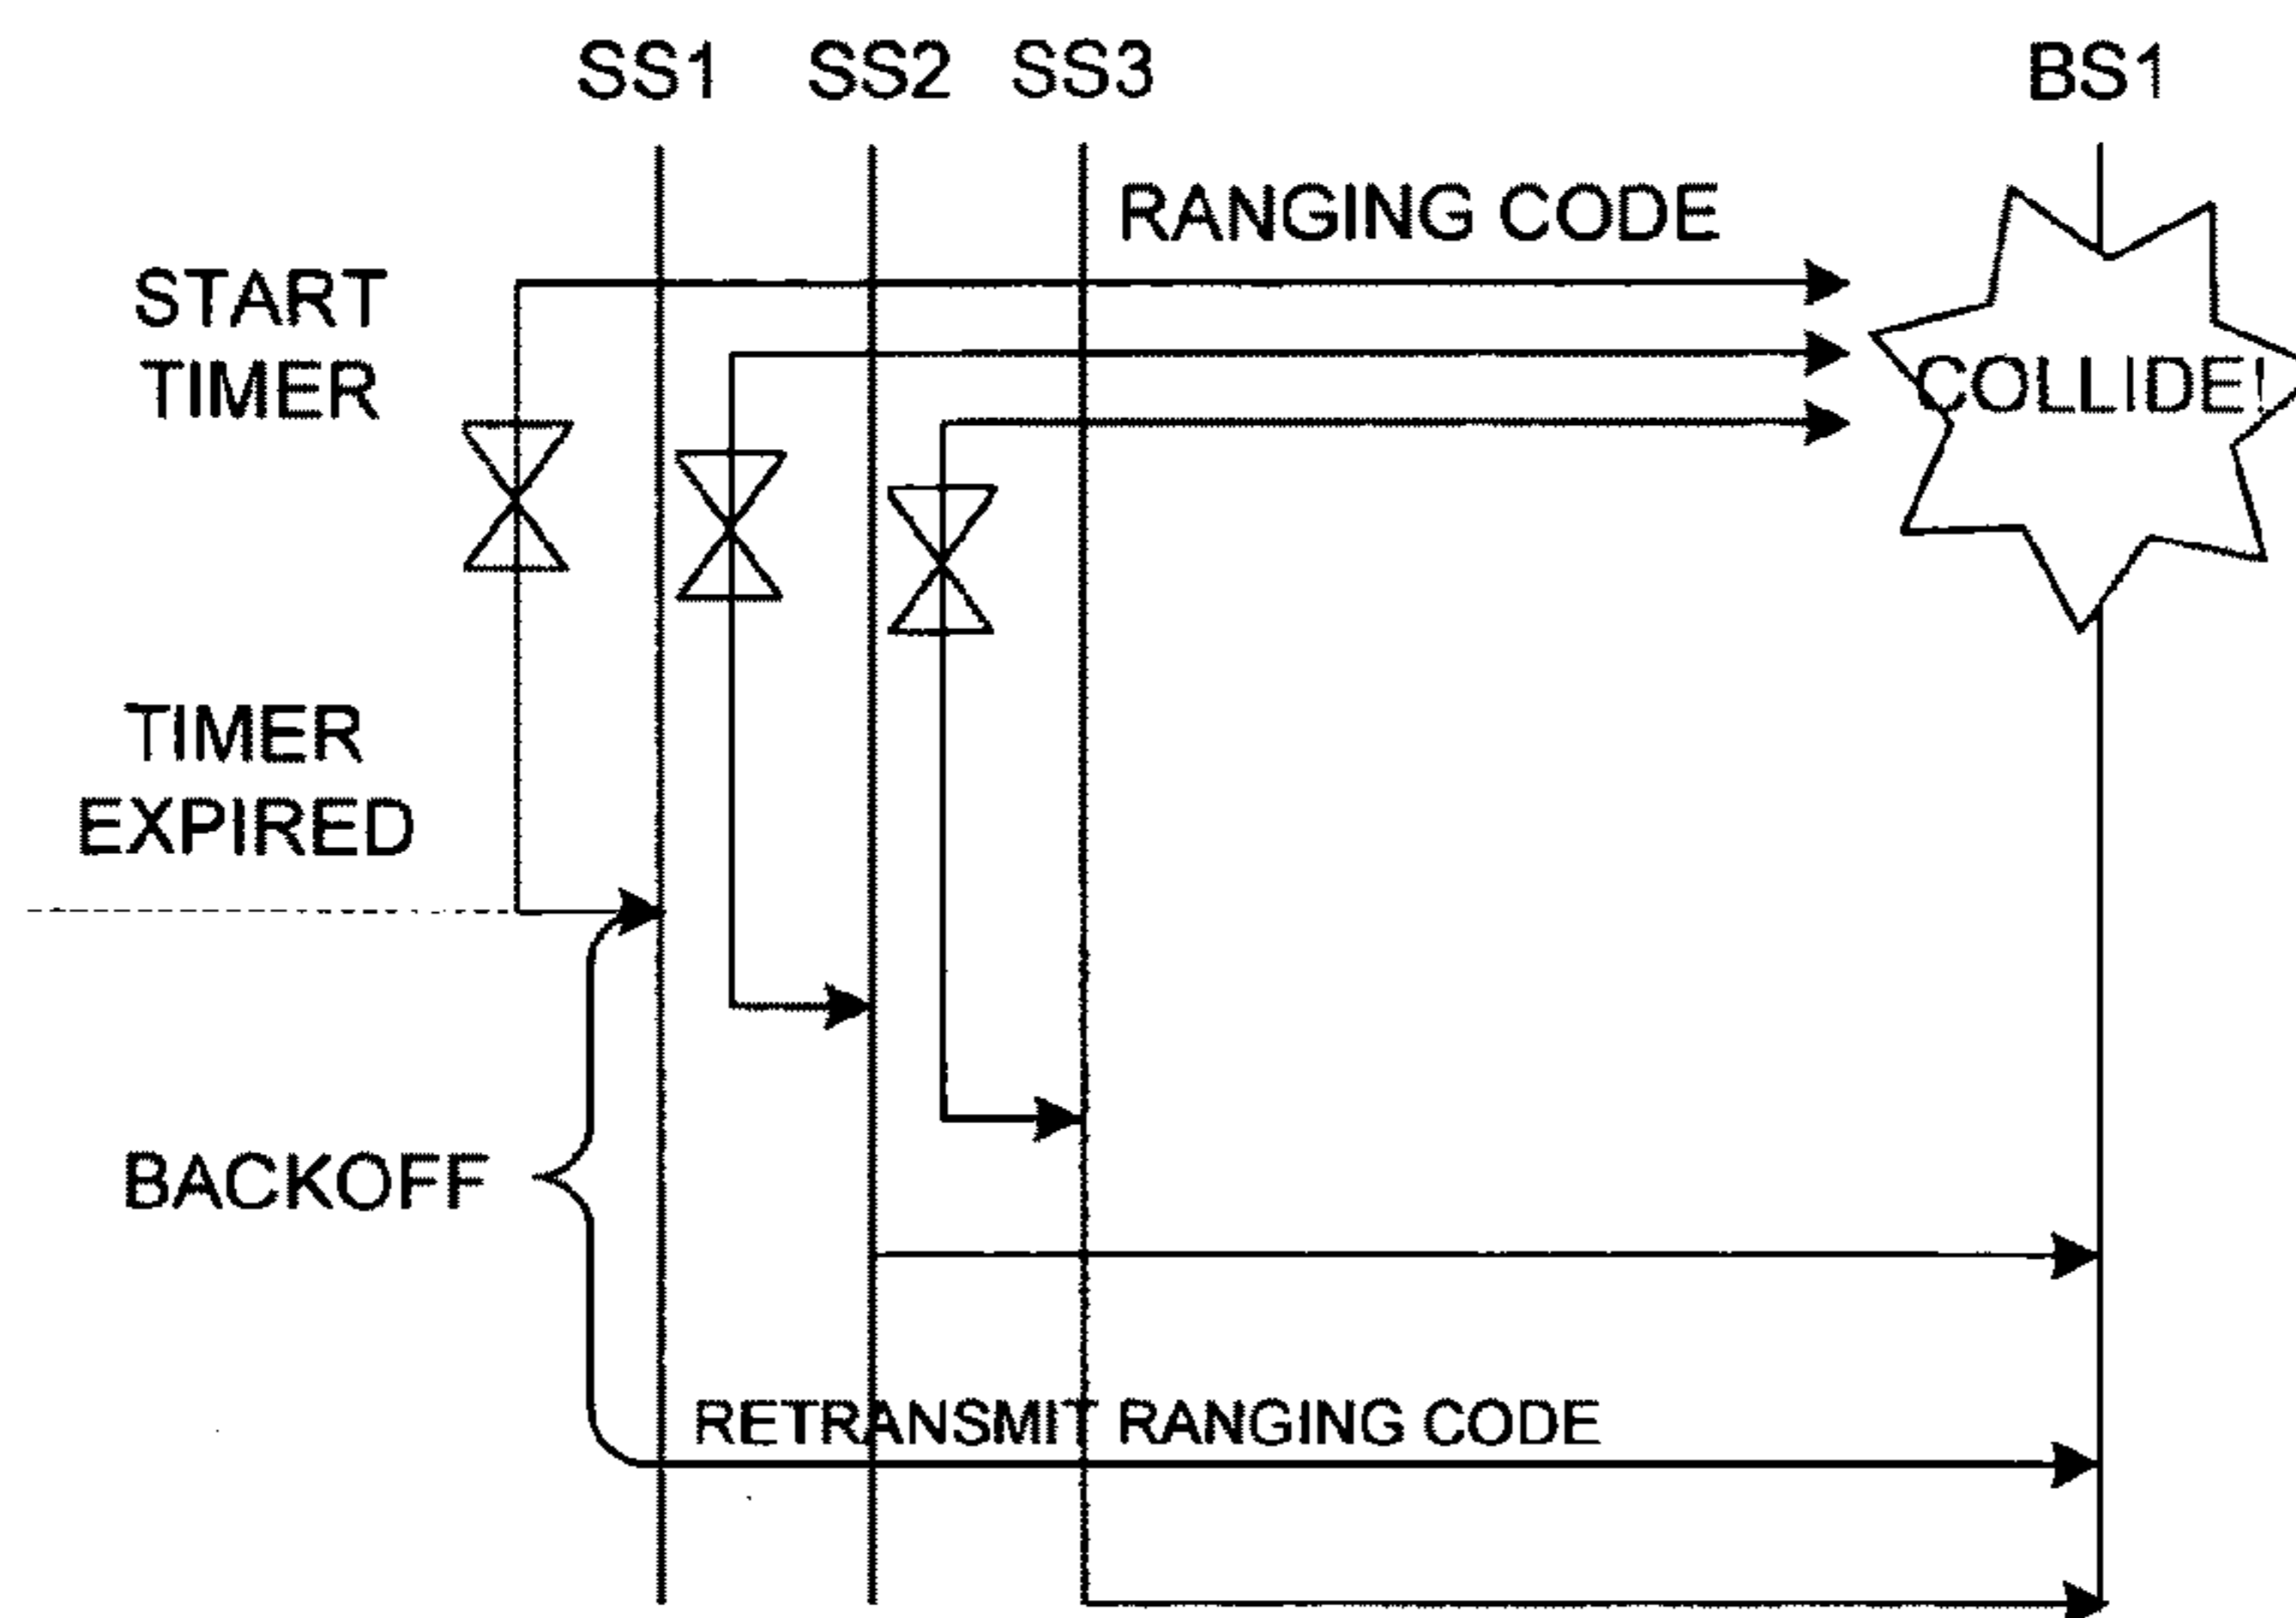 SS1 SS2 SS3 BS1
RANGING CODE
START
TIMER
COLLIDE!
TIMER
EXPIRED
BACKOFF
RETRANSMIT RANGING CODE